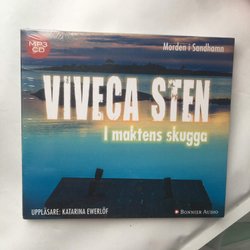 Morden i Sandhamn
MP3
CD
VIVECA STEN
I maktens skugga
UPPLÄSARE: KATARINA EWERLÖF
BONNIER AUDIO